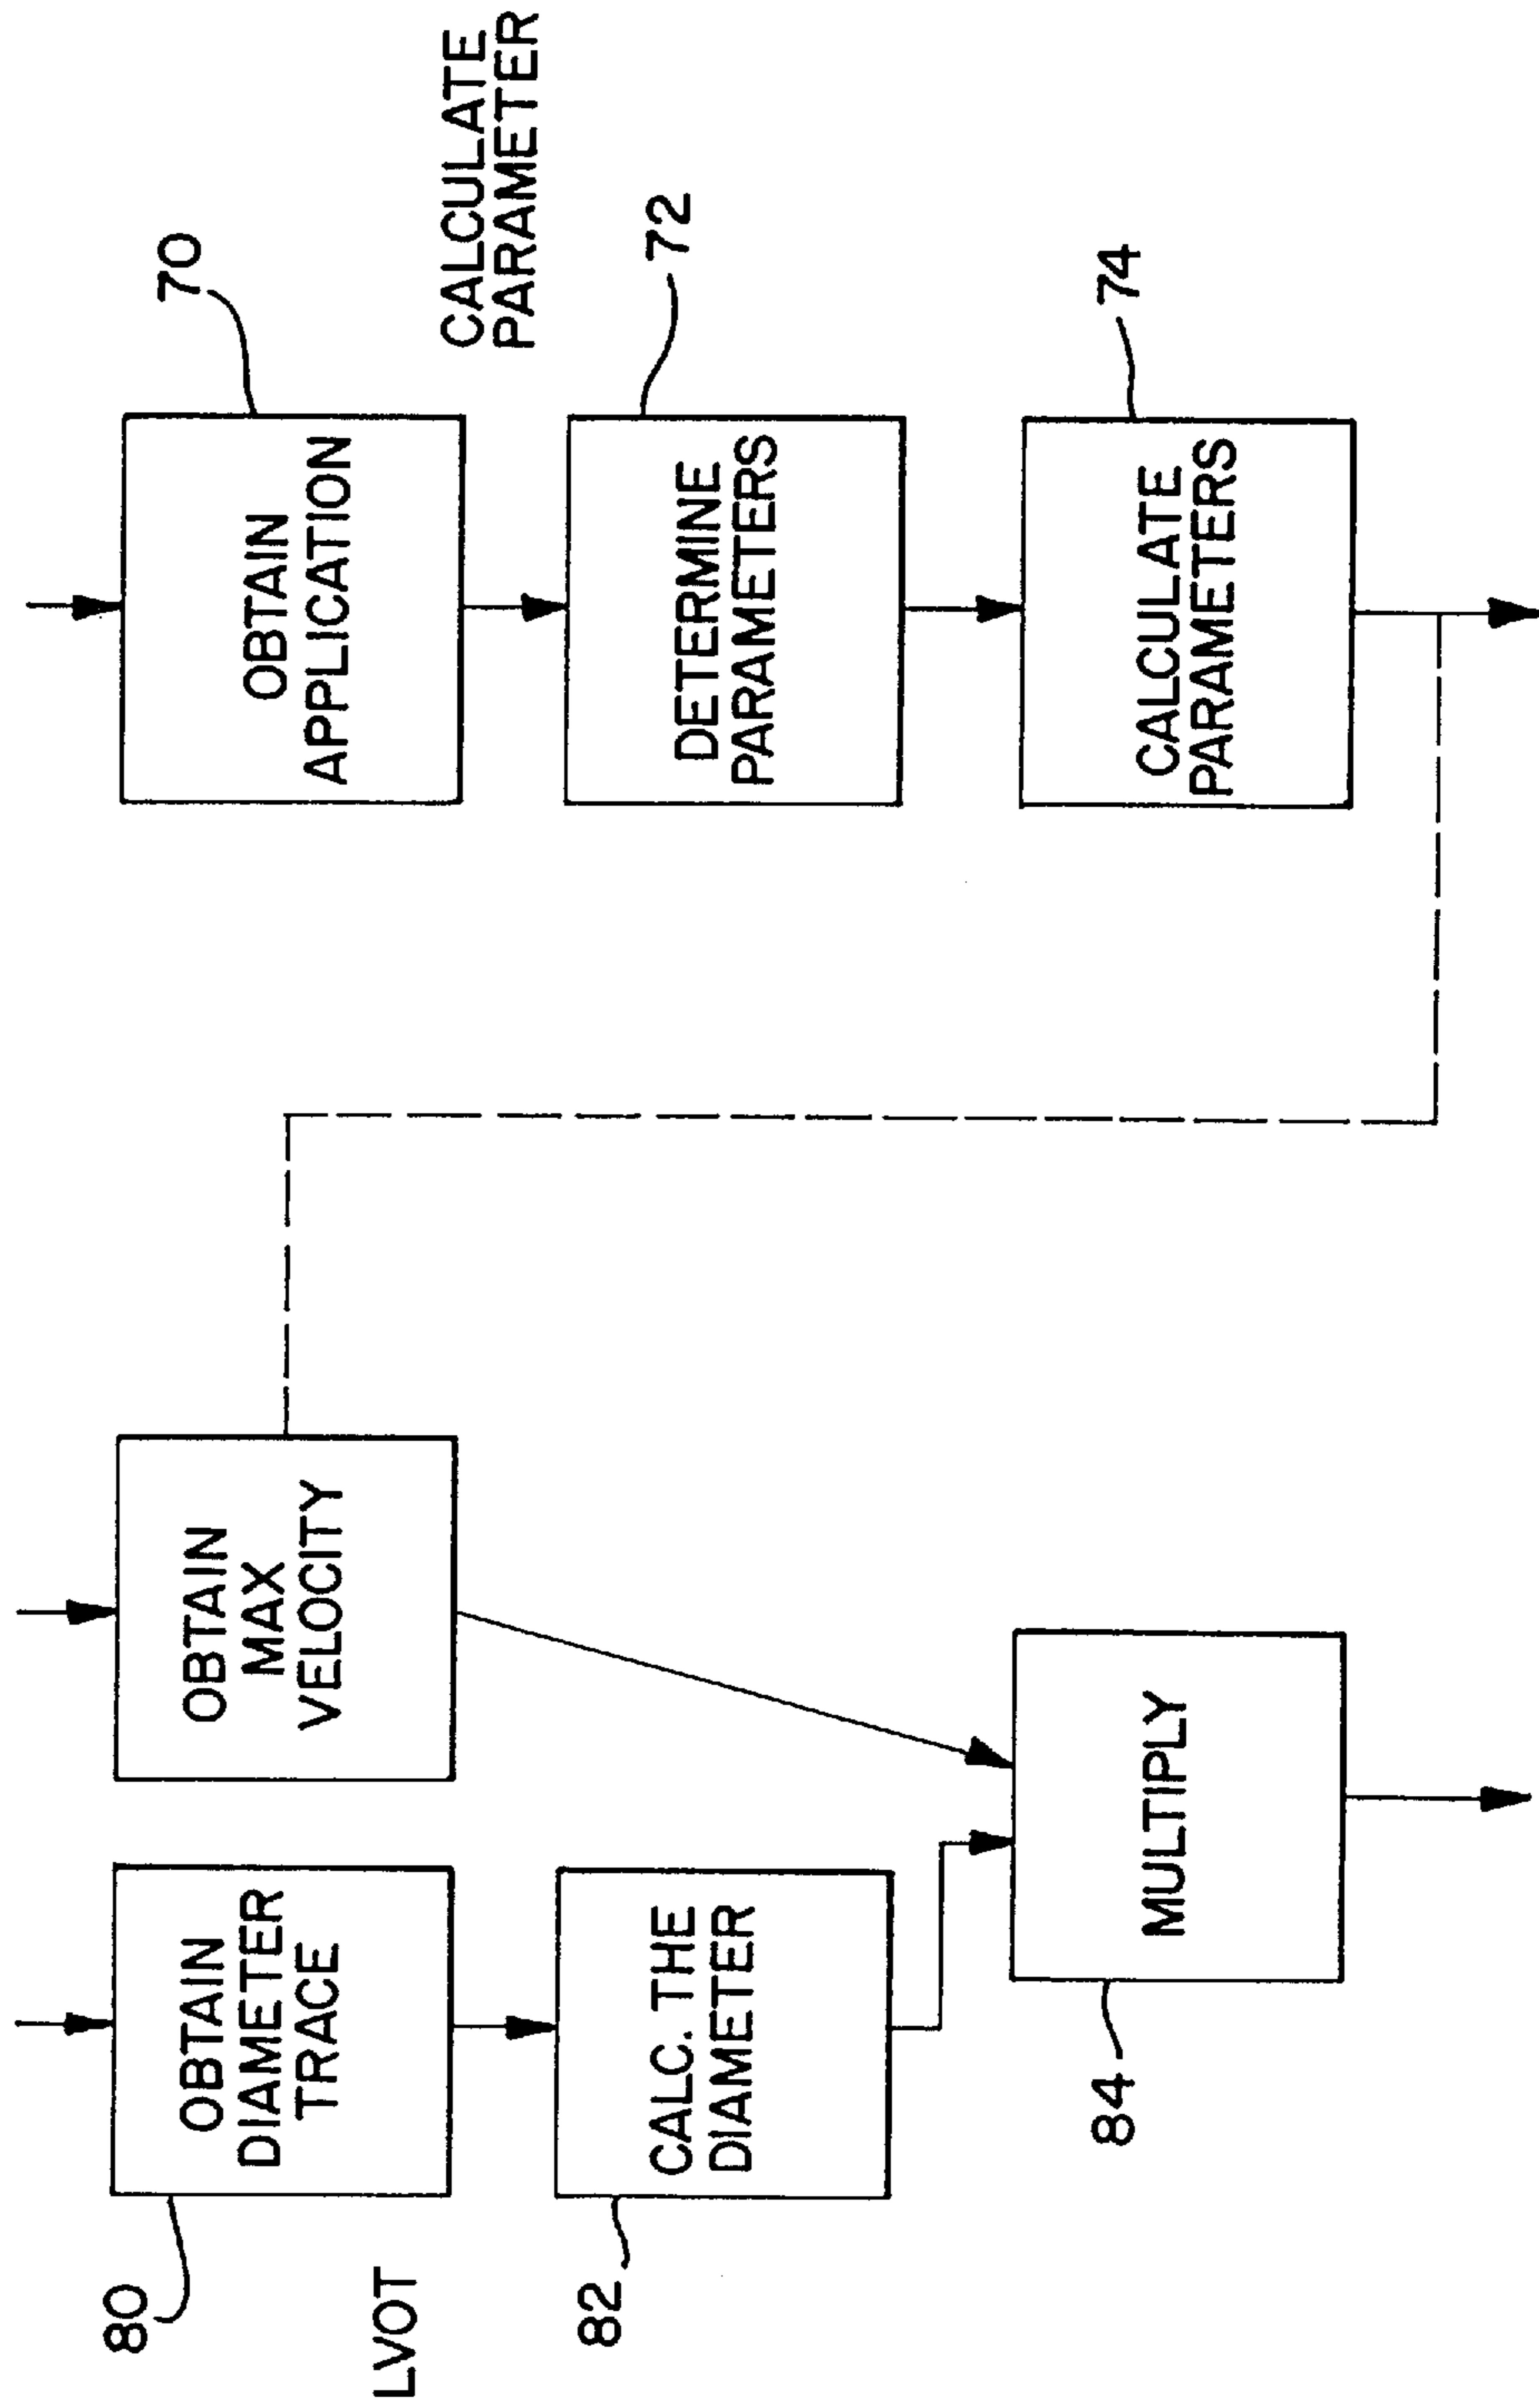 80
OBTAIN
DIAMETER
TRACE
LVOT
82
CALC. THE
DIAMETER
OBTAIN
MAX
VELOCITY
84
MULTIPLY
70
OBTAIN
APPLICATION
CALCULATE
PARAMETER
72
DETERMINE
PARAMETERS
74
CALCULATE
PARAMETERS